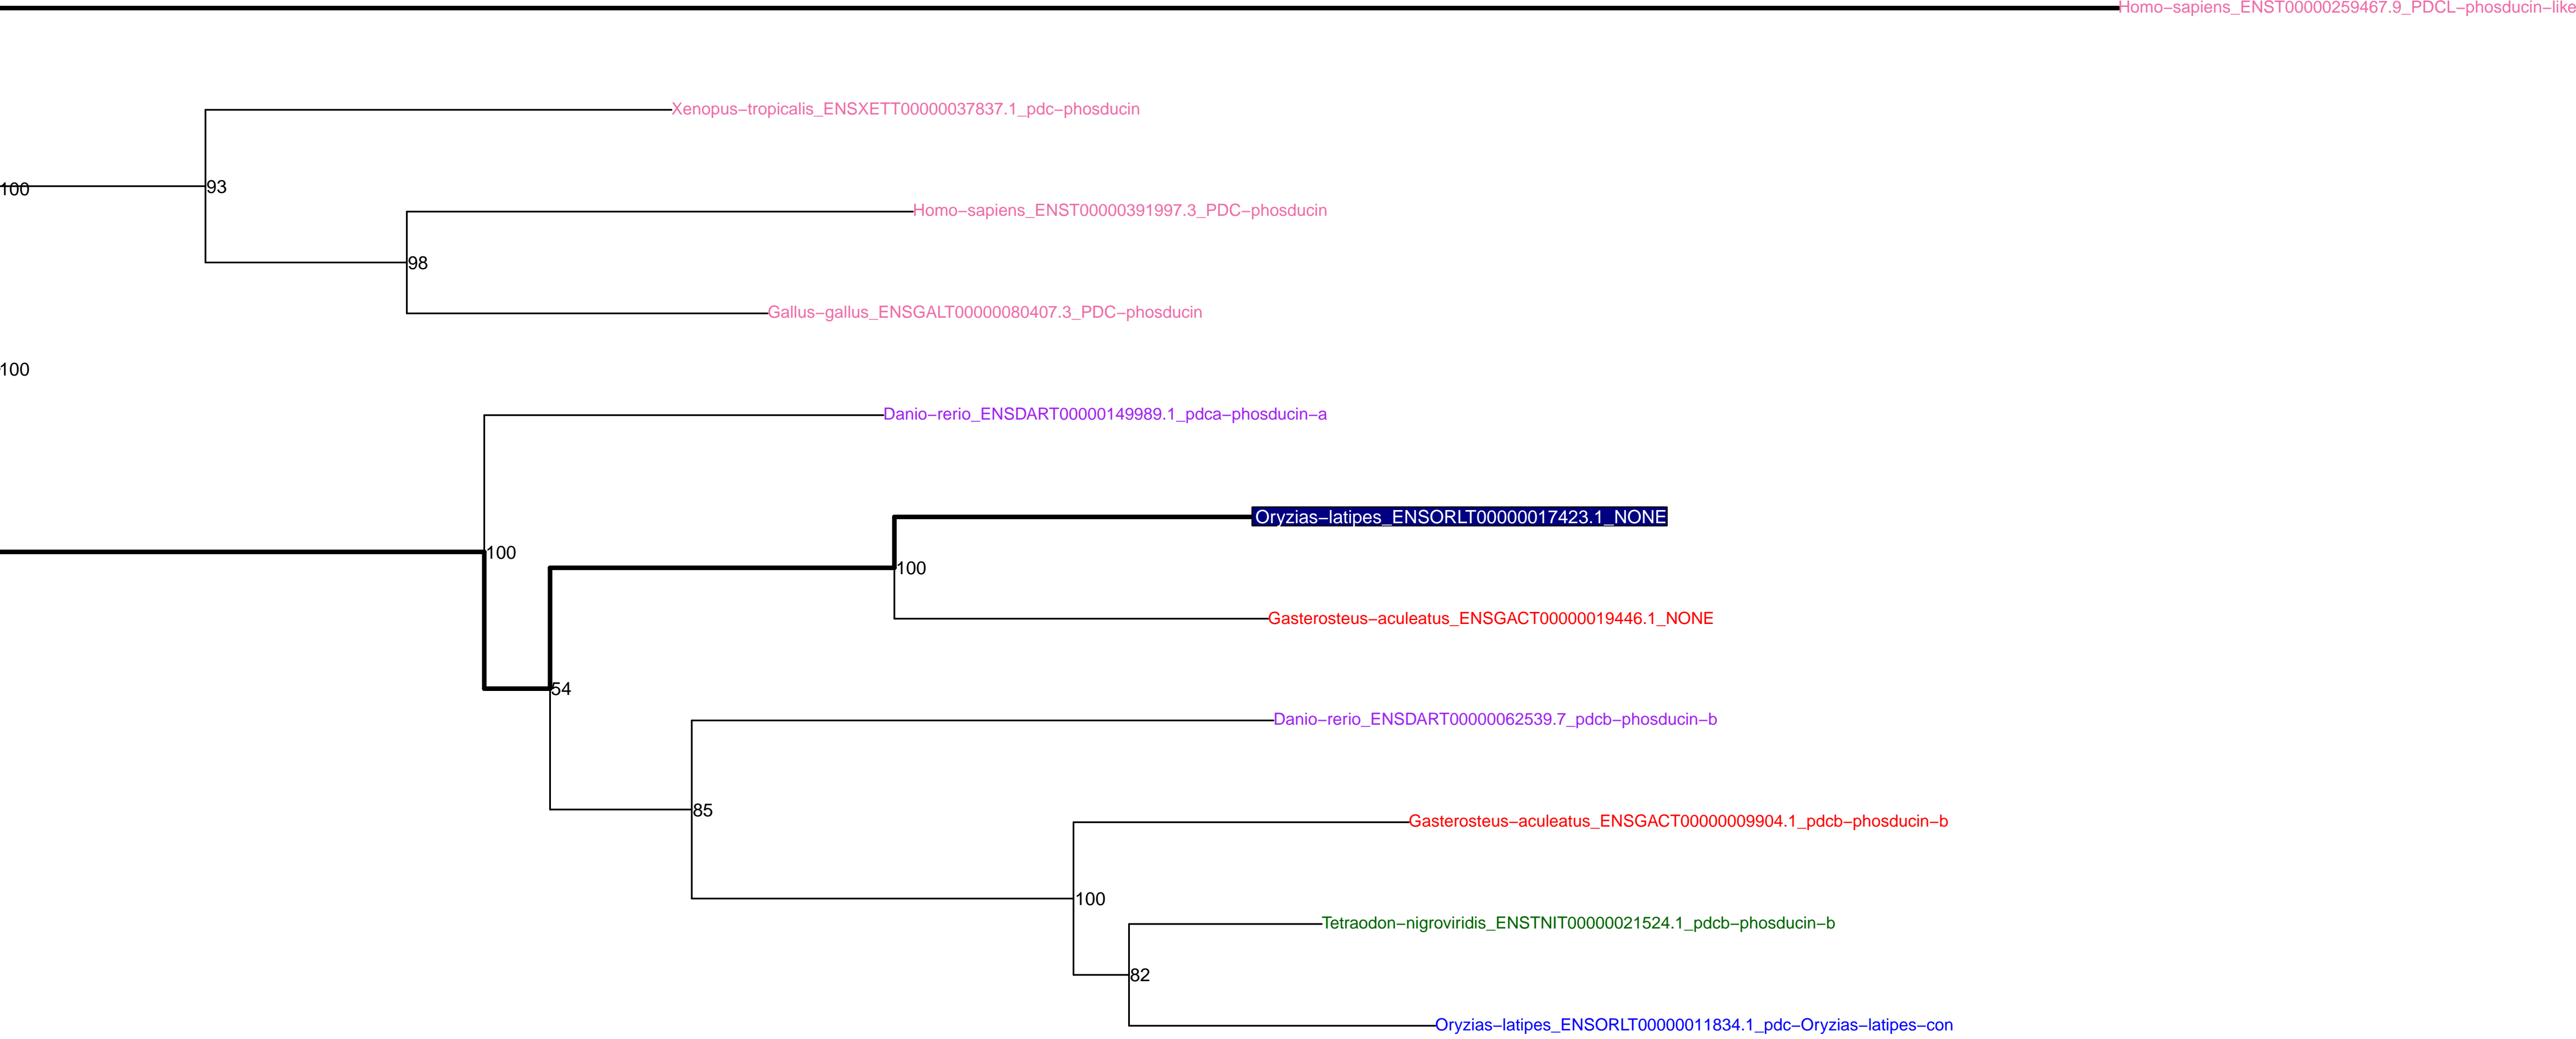 Homo-sapiens_ENST00000259467.9_PDCL-phosducin-like
Xenopus-tropicalis_ENSXETT00000037837.1_pdc-phosducin
100
93
Homo-sapiens_ENST00000391997.3_PDC-phosducin
98
Gallus-gallus_ENSGALT00000080407.3_PDC-phosducin
100
Danio-rerio_ENSDART00000149989.1_pdca-phosducin-a
Oryzias-latipes_ENSORLT00000017423.1_NONE
100
100
Gasterosteus-aculeatus_ENSGACT00000019446.1_NONE
54
Danio-rerio_ENSDART00000062539.7_pdcb-phosducin-b
85
Gasterosteus-aculeatus_ENSGACT00000009904.1_pdcb-phosducin-b
100
Tetraodon-nigroviridis_ENSTNIT00000021524.1_pdcb-phosducin-b
82
Oryzias-latipes_ENSORLT00000011834.1_pdc-Oryzias-latipes-con